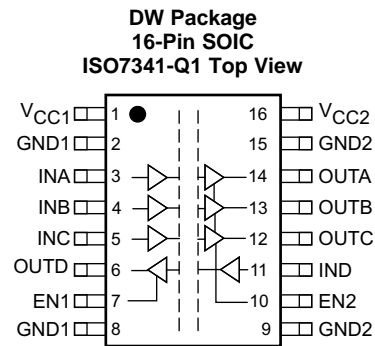 DW Package
16-Pin SOIC
ISO7341-Q1 Top View
VCC1 1 16 VCC2
GND1 2 15 GND2
INA 3 14 OUTA
INB 4 13 OUTB
INC 5 12 OUTC
OUTD 6 11 IND
EN1 7 10 EN2
GND1 8 9 GND2